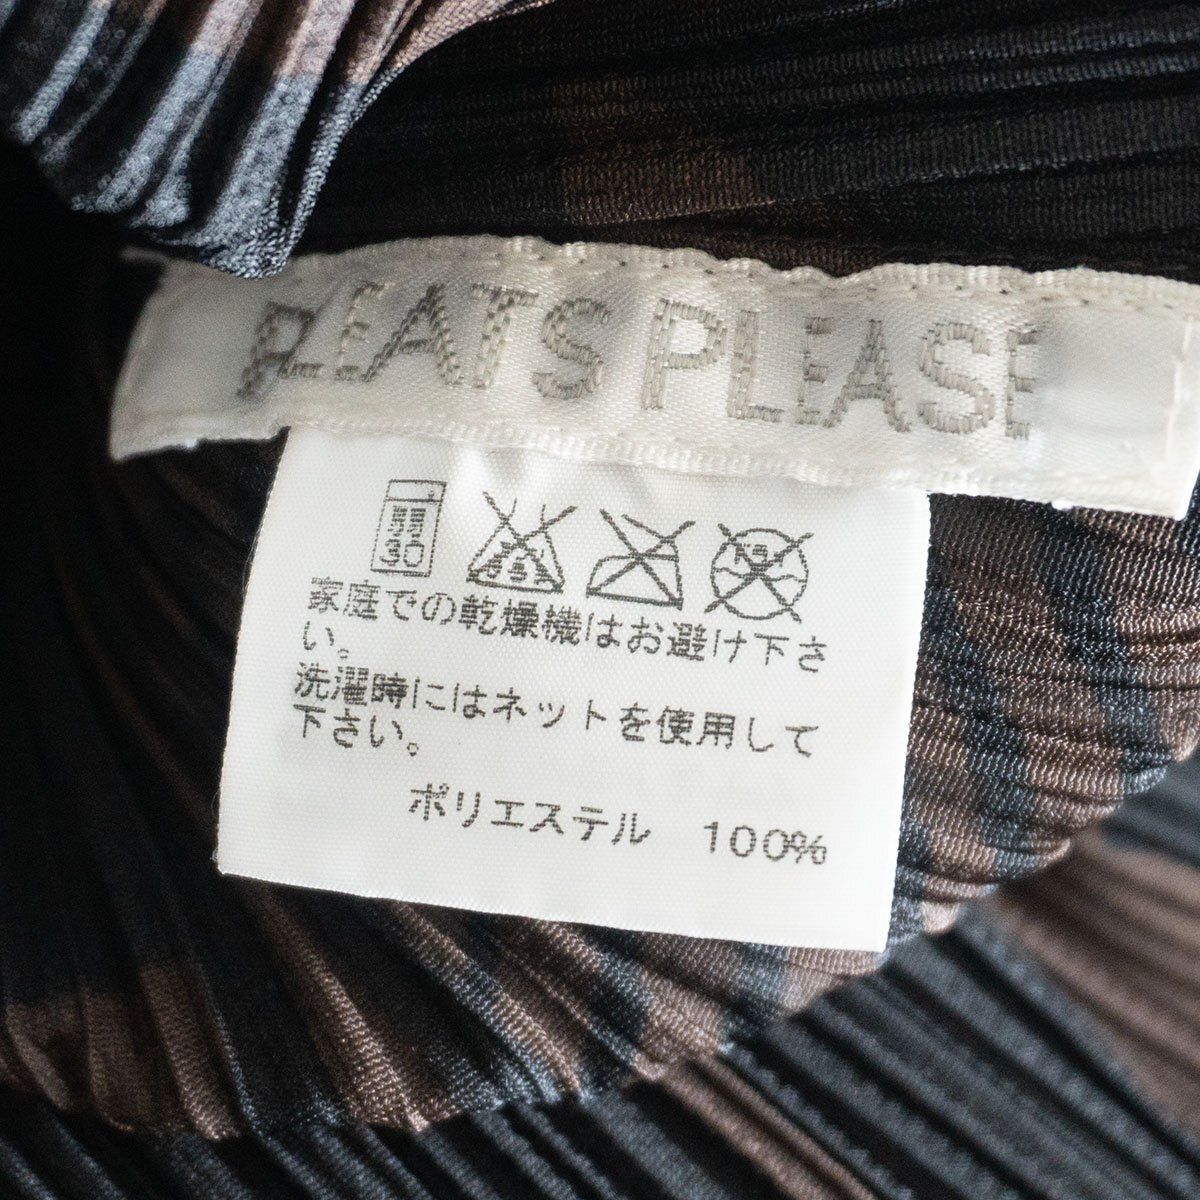 PLEATS PLEASE
弱
30
家庭での乾燥機はお避け下さ
い。
洗濯時にはネットを使用して
下さい。
ポリエステル 100%